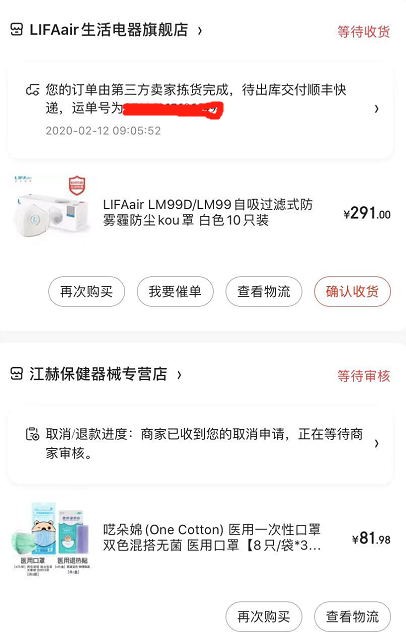 LIFAair生活电器旗舰店 ›
等待收货
您的订单由第三方卖家拣货完成，待出库交付顺丰快
递，运单号为
2020-02-12 09:05:52
LIFAair LM99D/LM99自吸过滤式防
雾霾防尘kou罩 白色10只装
¥291.00
再次购买
我要催单
查看物流
确认收货
江赫保健器械专营店 ›
等待审核
取消/退款进度：商家已收到您的取消申请，正在等待商
家审核。
呓朵婂(One Cotton) 医用一次性口罩
双色混搭无菌 医用口罩【8只/袋*3...
¥81.98
医用口罩
医用退热贴
再次购买
查看物流